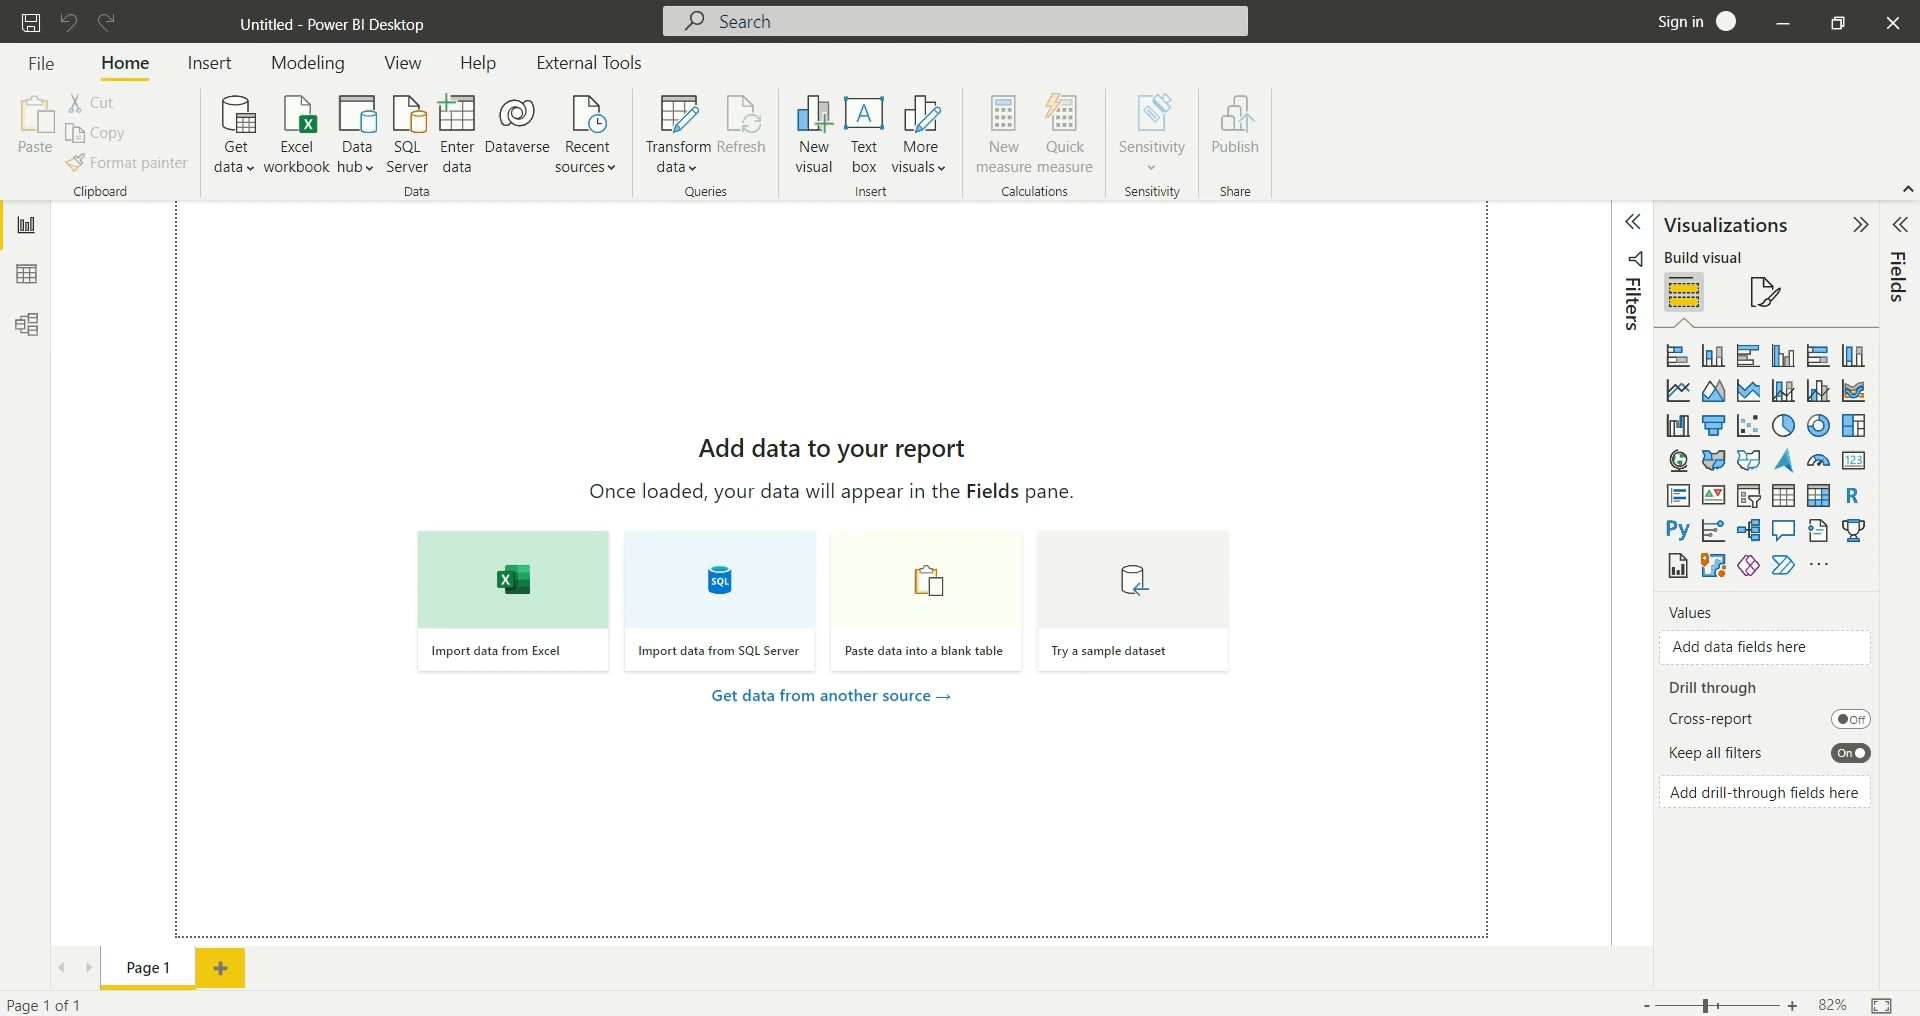 Untitled - Power BI Desktop
Search
Sign in
File
Home
Insert
Modeling
View
Help
External Tools
Paste
Cut
Copy
Format painter
Clipboard
Get data
Excel workbook
Data hub
SQL Server
Enter data
Dataverse
Recent sources
Data
Transform data
Refresh
Queries
New visual
Text box
A
More visuals
Insert
New measure
Quick measure
Calculations
Sensitivity
Sensitivity
Publish
Share
Add data to your report
Once loaded, your data will appear in the Fields pane.
X
SQL
Import data from Excel
Import data from SQL Server
Paste data into a blank table
Try a sample dataset
Get data from another source →
Filters
Visualizations
Build visual
123
R
Py
Values
Add data fields here
Drill through
Cross-report
Off
Keep all filters
On
Add drill-through fields here
Fields
Page 1
Page 1 of 1
- + 82%